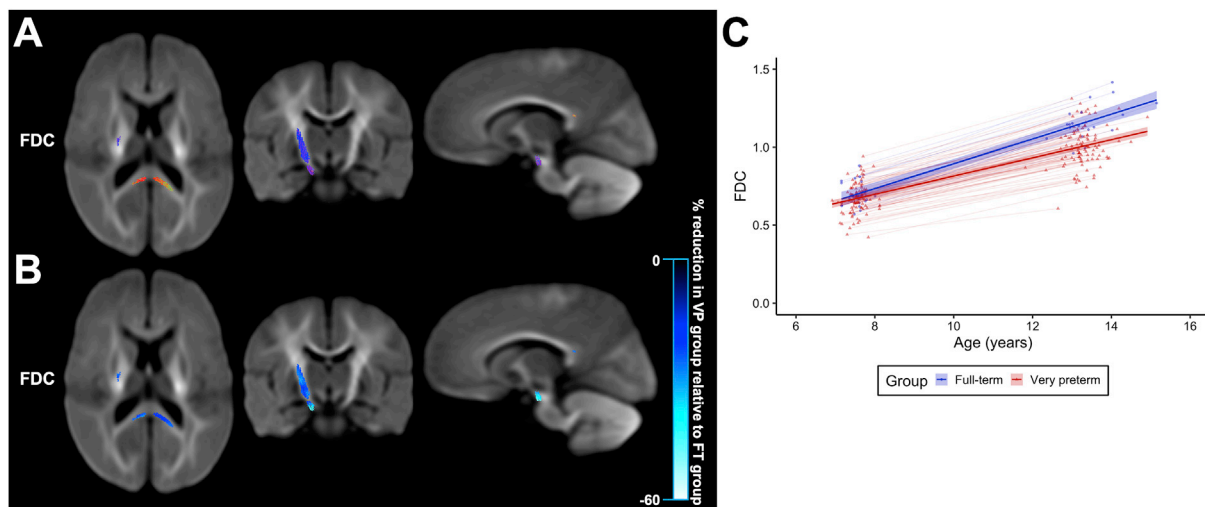 A
FDC
B
FDC
0
% reduction in VP group relative to FT group
-60
C
1.5
1.0
0.5
0.0
FDC
6
8
10
12
14
16
Age (years)
Group Full-term Very preterm